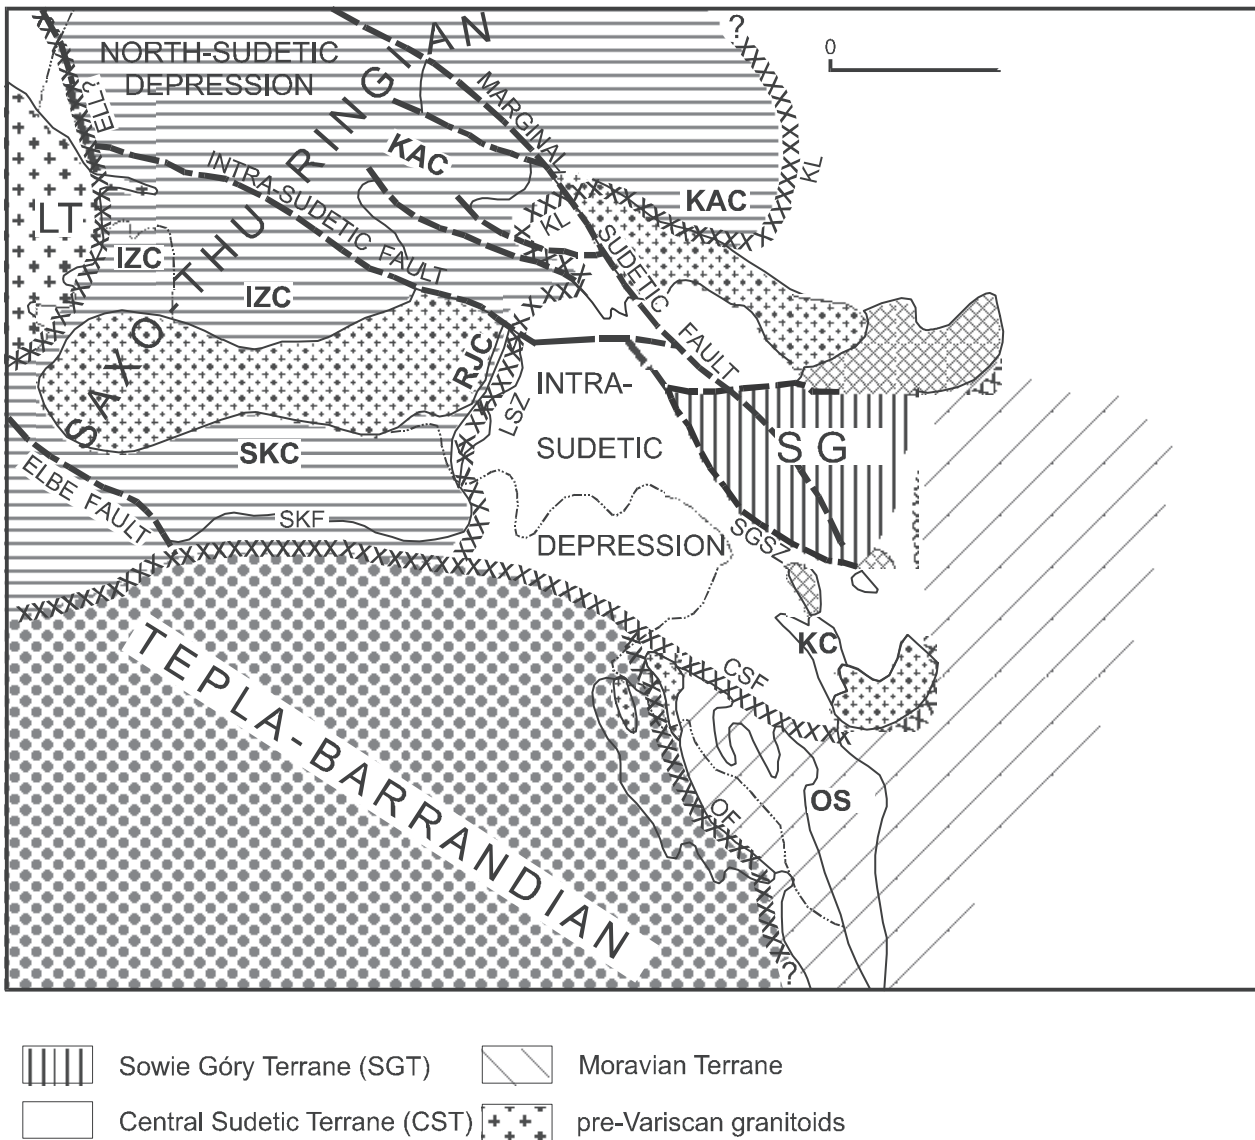 ?
0
NORTH-SUDETIC
DEPRESSION
ELL?
SAXO-THURINGIAN
MARGINAL
SUDETIC
FAULT
KAC
KL
KAC
KL
INTRA-SUDETIC FAULT
LT
IZC
IZC
RJC
LSZ
INTRA-
SUDETIC
DEPRESSION
SG
SGSZ
SKC
SKF
ELBE FAULT
KC
CSF
OS
OF
TEPLA-BARRANDIAN
?
Sowie Góry Terrane (SGT)
Moravian Terrane
Central Sudetic Terrane (CST)
pre-Variscan granitoids